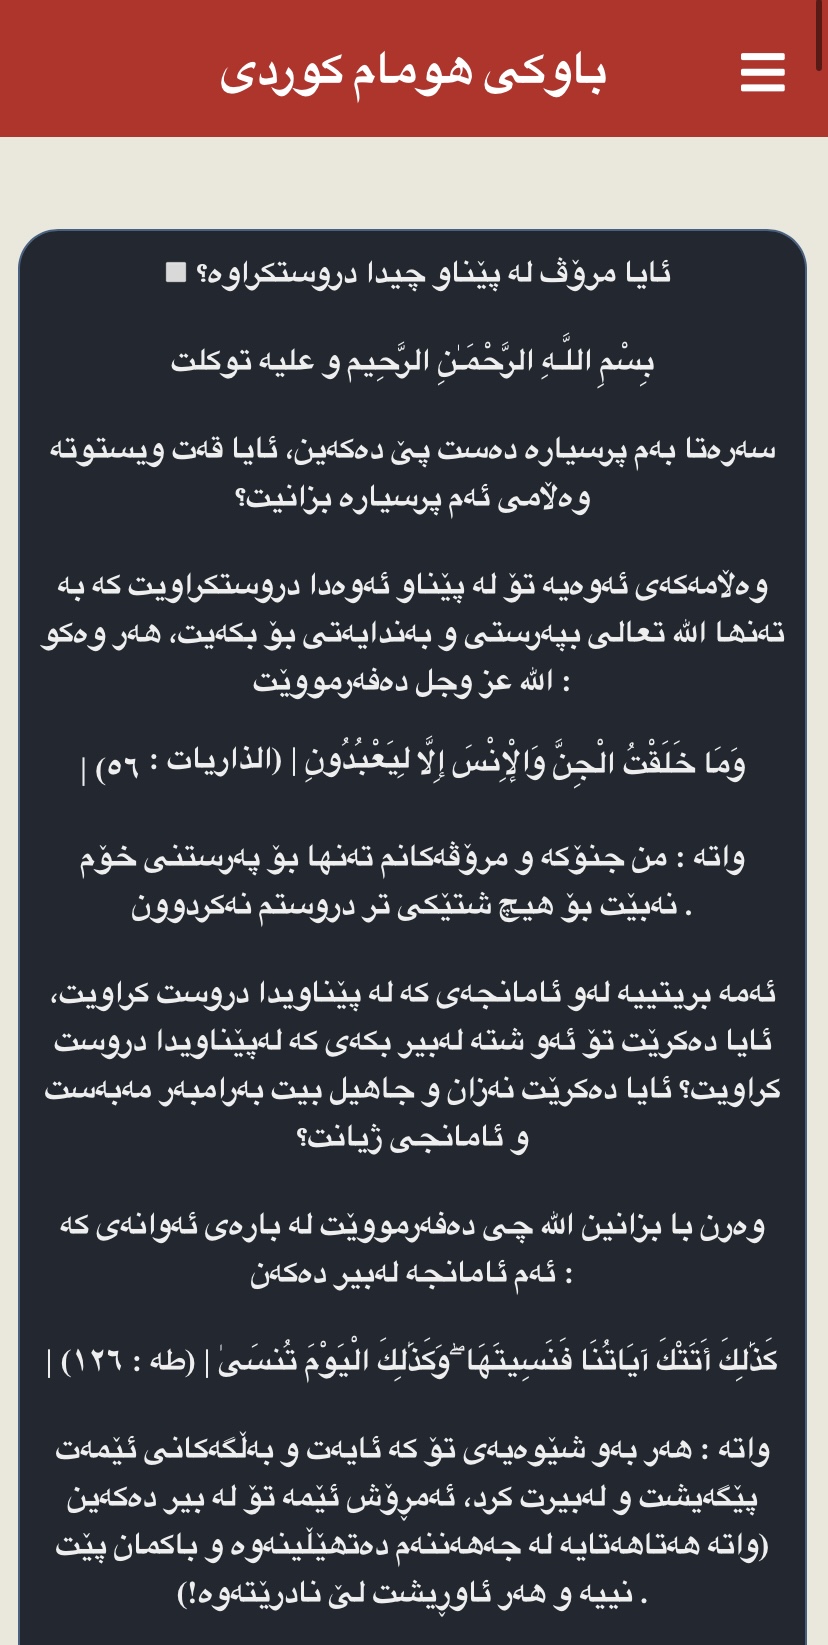 باوکی هومام کوردی
ئایا مرۆڤ لە پێناو چیدا دروستکراوە؟
بِسْمِ اللَّـهِ الرَّحْمَـٰنِ الرَّحِيم و علیه توکلت
سەرەتا بەم پرسیارە دەست پێ دەکەین، ئایا قەت ویستوتە
وەڵامی ئەم پرسیارە بزانیت؟
وەڵامەکەی ئەوەیە تۆ لە پێناو ئەوەدا دروستکراویت کە بە
تەنها الله تعالی بپەرستی و بەندایەتی بۆ بکەیت، هەر وەکو
الله عز وجل دەفەرمووێت :
وَمَا خَلَقْتُ الْجِنَّ وَالْإِنْسَ إِلَّا لِيَعْبُدُونِ | (الذاريات : ٥٦) |
واتە : من جنۆکە و مرۆڤەکانم تەنها بۆ پەرستنی خۆم
نەبێت بۆ هیچ شتێکی تر دروستم نەکردوون .
ئەمە بریتییە لەو ئامانجەی کە لە پێناویدا دروست کراویت،
ئایا دەکرێت تۆ ئەو شتە لەبیر بکەی کە لەپێناویدا دروست
کراویت؟ ئایا دەکرێت نەزان و جاهیل بیت بەرامبەر مەبەست
و ئامانجی ژیانت؟
وەرن با بزانین الله چی دەفەرمووێت لە بارەی ئەوانەی کە
ئەم ئامانجە لەبیر دەکەن :
كَذَٰلِكَ أَتَتْكَ آيَاتُنَا فَنَسِيتَهَا ۖ وَكَذَٰلِكَ الْيَوْمَ تُنسَىٰ | (طه : ١٢٦) |
واتە : هەر بەو شێوەیەی تۆ کە ئایەت و بەڵگەکانی ئێمەت
پێگەیشت و لەبیرت کرد، ئەمڕۆش ئێمە تۆ لە بیر دەکەین
(واتە هەتاهەتایە لە جەهەننەم دەتهێڵینەوە و باکمان پێت
نییە و هەر ئاوڕیشت لێ نادرێتەوە!) .